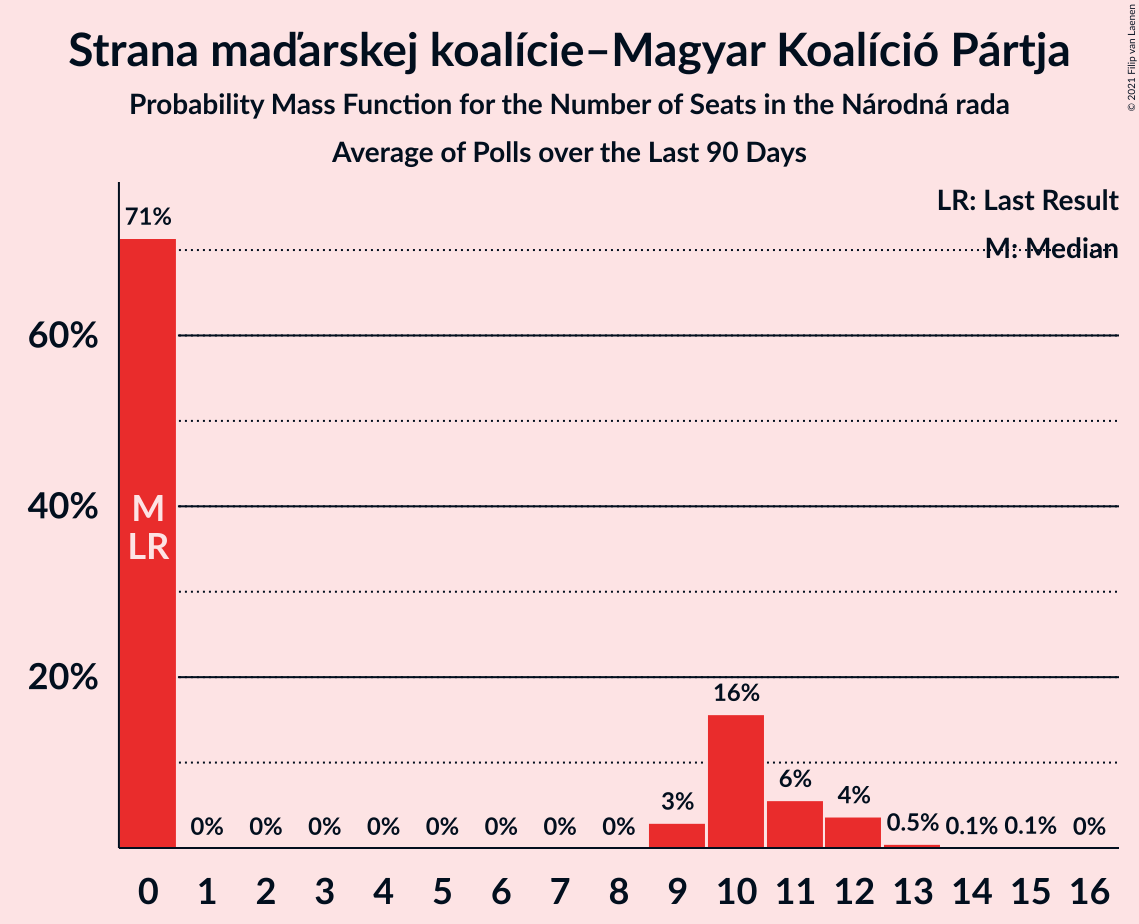 Strana maďarskej koalície–Magyar Koalíció Pártja
Probability Mass Function for the Number of Seats in the Národná rada
Average of Polls over the Last 90 Days
© 2021 Filip van Laenen
LR: Last Result
M: Median
71%
60%
40%
20%
M
LR
0% 0% 0% 0% 0% 0% 0% 0% 3% 16% 6% 4% 0.5% 0.1% 0.1% 0%
0 1 2 3 4 5 6 7 8 9 10 11 12 13 14 15 16